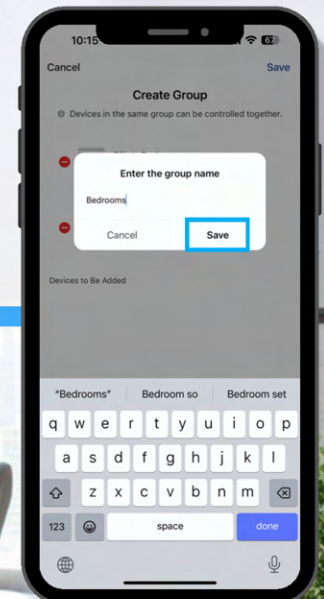 10:15
67
Cancel
Save
Create Group
Devices in the same group can be controlled together.
Enter the group name
Bedrooms
Cancel
Save
Devices to Be Added
"Bedrooms"
Bedroom so
Bedroom set
q w e r t y u i o p
a s d f g h j k l
z x c v b n m
123
space
done